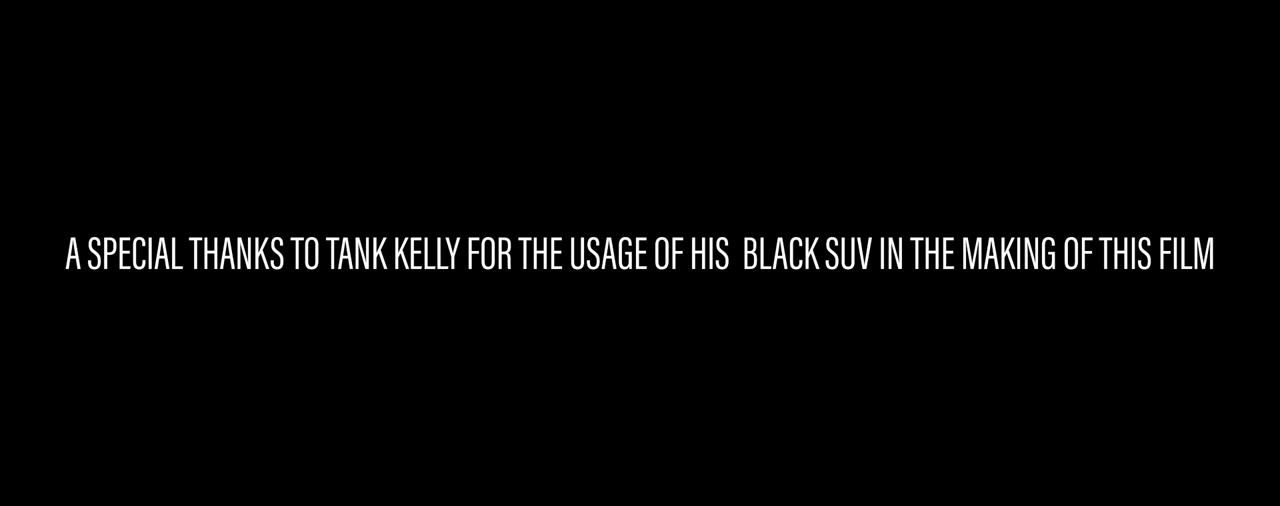 A SPECIAL THANKS TO TANK KELLY FOR THE USAGE OF HIS  BLACK SUV IN THE MAKING OF THIS FILM